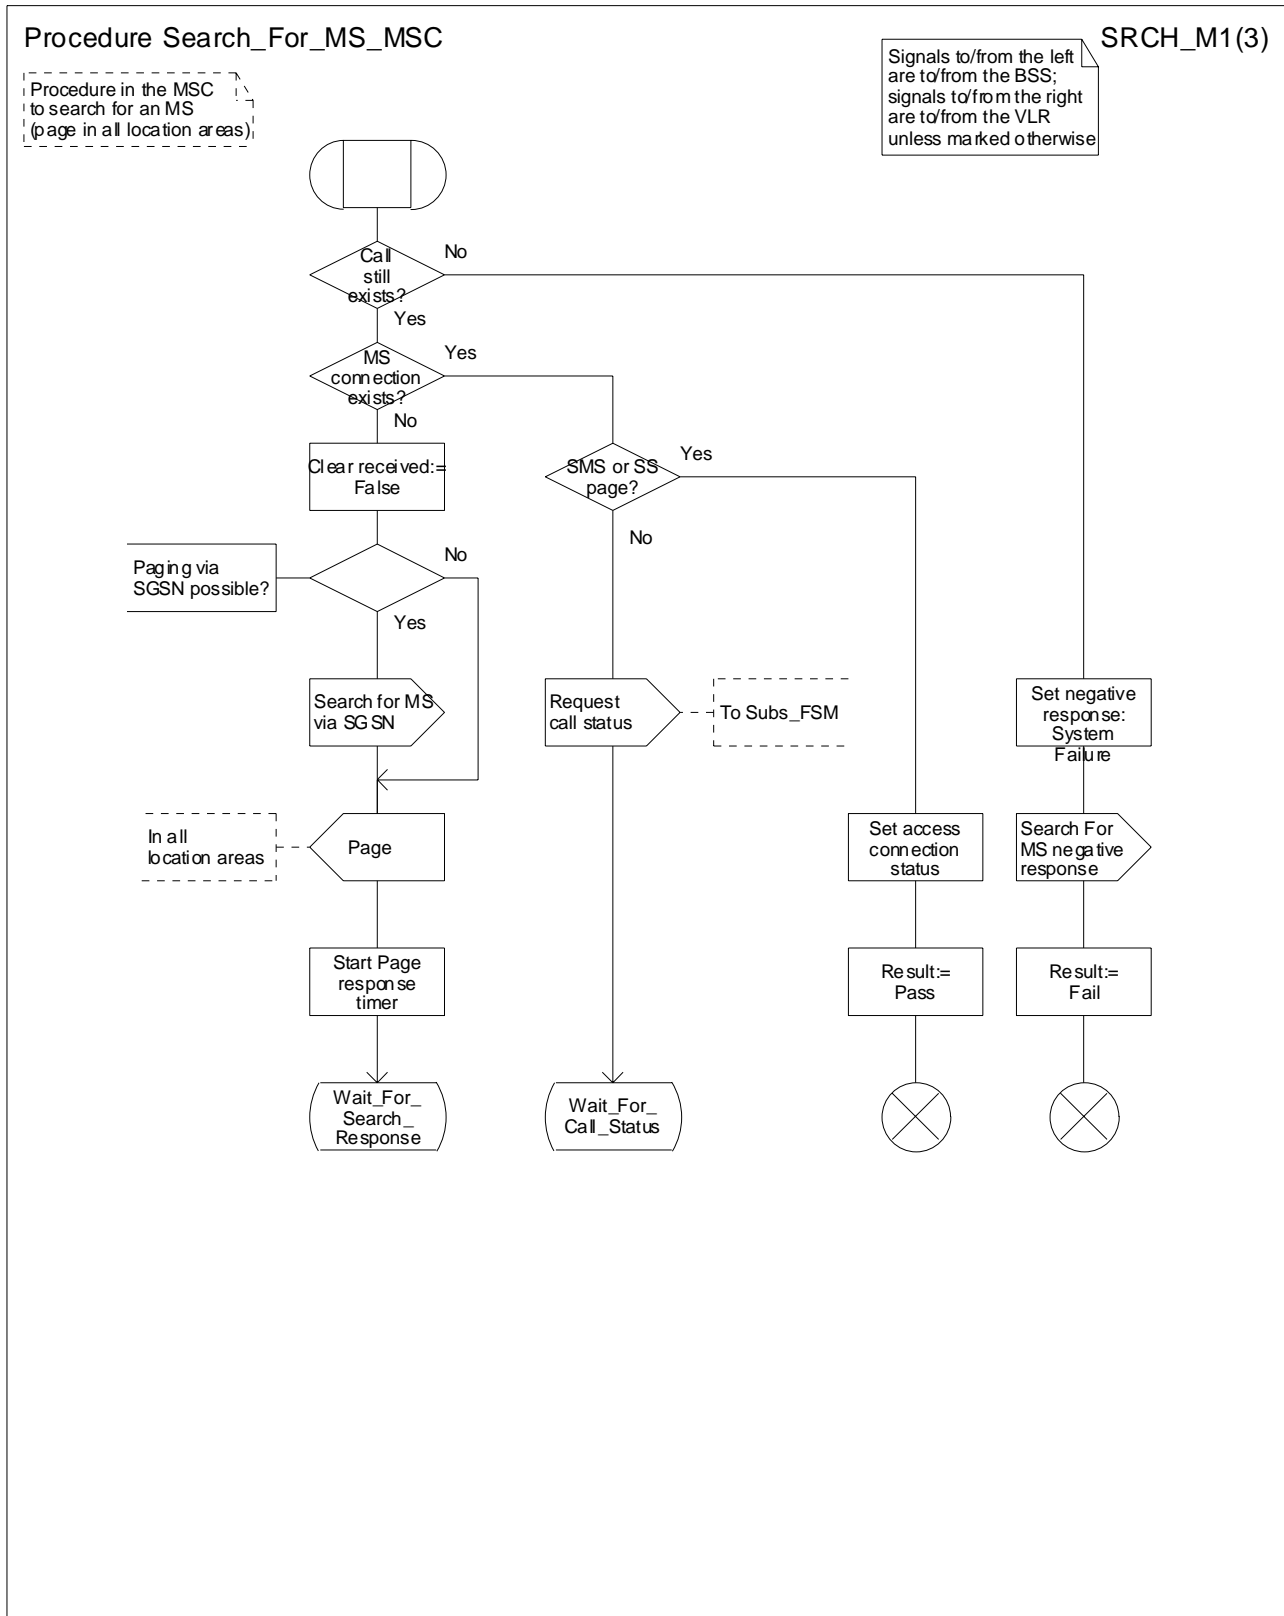 Procedure Search_For_MS_MSC
SRCH_M1(3)
Procedure in the MSC
to search for an MS
(page in all location areas)
Signals to/from the left
are to/from the BSS;
signals to/from the right
are to/from the VLR
unless marked otherwise
Call
still
exists?
No
Yes
MS
connection
exists?
Yes
No
Clear received:=
False
SMS or SS
page?
Yes
No
Paging via
SGSN possible?
No
Yes
Search for MS
via SGSN
Request
call status
To Subs_FSM
Set negative
response:
System
Failure
In all
location areas
Page
Set access
connection
status
Search For
MS negative
response
Start Page
response
timer
Result:=
Pass
Result:=
Fail
Wait_For_
Search_
Response
Wait_For_
Call_Status